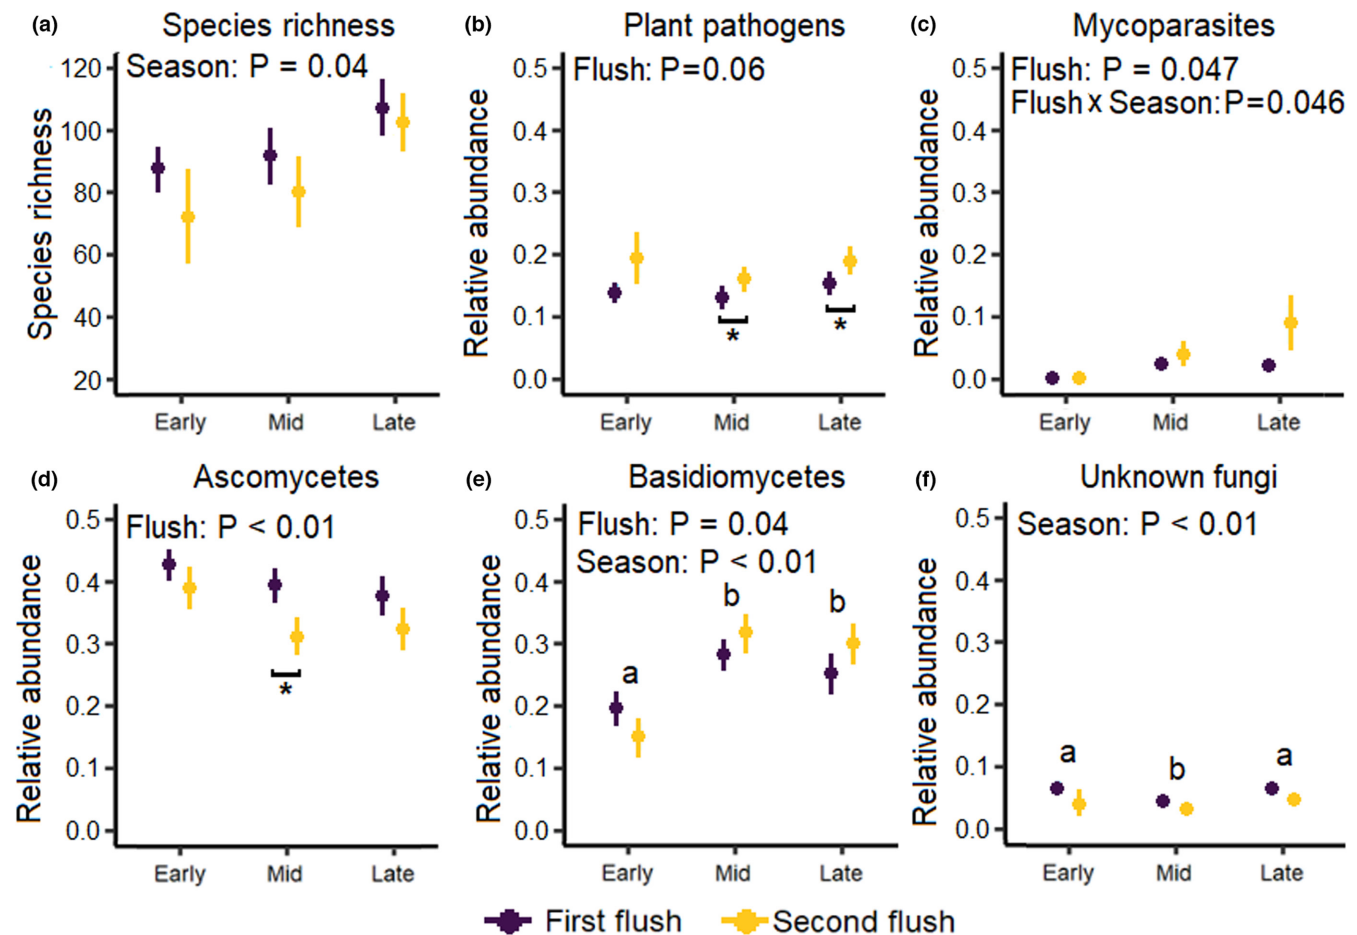 (a) Species richness
Season: P = 0.04
Species richness
120
100
80
60
40
20
Early Mid Late
(b) Plant pathogens
Flush: P=0.06
Relative abundance
0.5
0.4
0.3
0.2
0.1
0.0
* *
Early Mid Late
(c) Mycoparasites
Flush: P = 0.047
Flush x Season: P=0.046
Relative abundance
0.5
0.4
0.3
0.2
0.1
0.0
Early Mid Late
(d) Ascomycetes
Flush: P < 0.01
Relative abundance
0.5
0.4
0.3
0.2
0.1
0.0
*
Early Mid Late
(e) Basidiomycetes
Flush: P = 0.04
Season: P < 0.01
Relative abundance
0.5
0.4
0.3
0.2
0.1
0.0
a b b
Early Mid Late
(f) Unknown fungi
Season: P < 0.01
Relative abundance
0.5
0.4
0.3
0.2
0.1
0.0
a b a
Early Mid Late
First flush Second flush